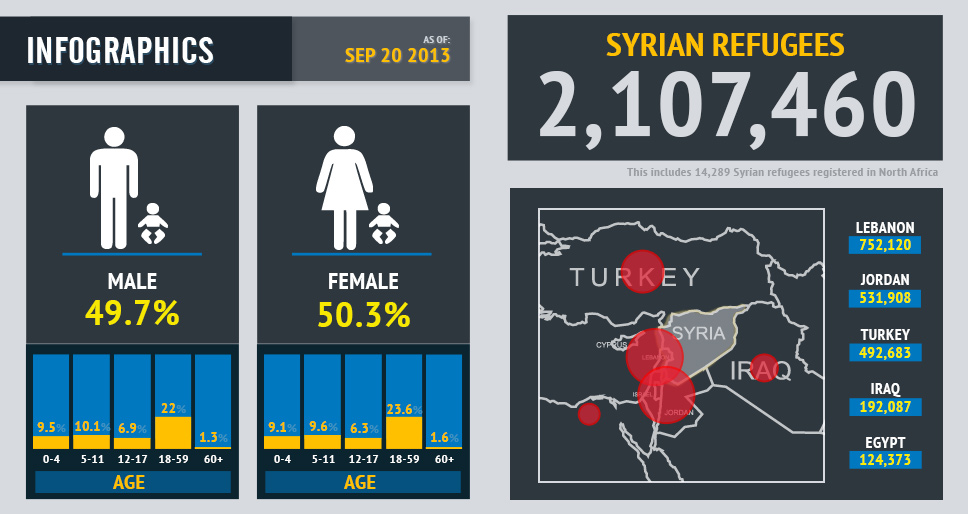 INFOGRAPHICS
AS OF:
SEP 20 2013
SYRIAN REFUGEES
2,107,460
This includes 14,289 Syrian refugees registered in North Africa
MALE
49.7%
9.5% 10.1% 6.9% 22% 1.3%
0-4 5-11 12-17 18-59 60+
AGE
FEMALE
50.3%
9.1% 9.6% 6.3% 23.6% 1.6%
0-4 5-11 12-17 18-59 60+
AGE
TURKEY
SYRIA
CYPRUS
LEBANON
IRAQ
JORDAN
LEBANON
752,120
JORDAN
531,908
TURKEY
492,683
IRAQ
192,087
EGYPT
124,373